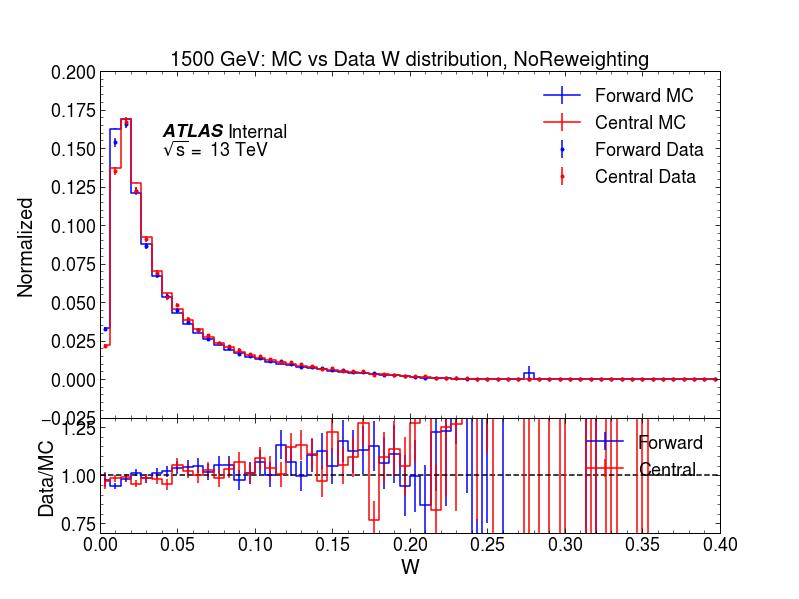 1500 GeV: MC vs Data W distribution, NoReweighting
0.200
0.175
0.150
0.125
0.100
0.075
0.050
0.025
0.000
−0.025
Normalized
ATLAS Internal
√s = 13 TeV
Forward MC
Central MC
Forward Data
Central Data
1.25
1.00
0.75
Data/MC
Forward
Central
0.00 0.05 0.10 0.15 0.20 0.25 0.30 0.35 0.40
W